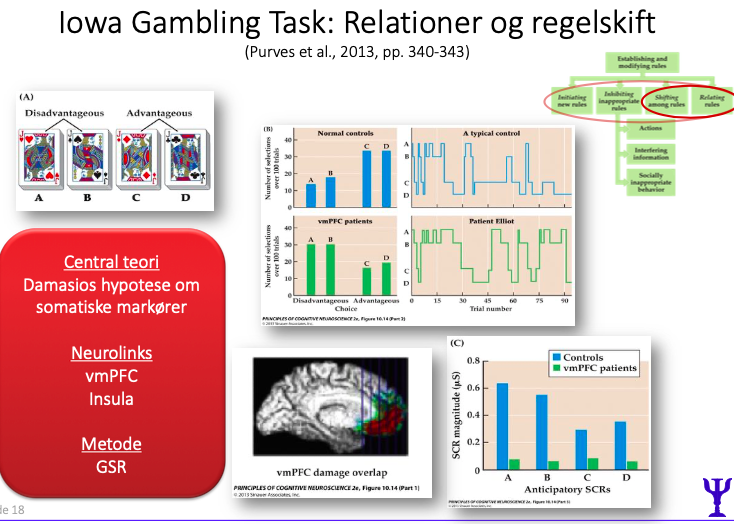 Iowa Gambling Task: Relationer og regelskift
(Purves et al., 2013, pp. 340-343)
Establishing and
modifying rules
Initiating
new rules
Inhibiting
inappropriate
rules
Shifting
among rules
Relating
rules
Actions
Interfering
information
Socially
inappropriate
behavior
(A)
Disadvantageous
Advantageous
A
B
C
D
(B)
Normal controls
A typical control
Number of selections
over 100 trials
40
30
20
10
0
A
B
C
D
A
B
C
D
vmPFC patients
Patient Elliot
Number of selections
over 100 trials
40
30
20
10
0
A
B
C
D
A
B
C
D
Disadvantageous Advantageous
Choice
0 15 30 45 60 75 90
Trial number
PRINCIPLES OF COGNITIVE NEUROSCIENCE 2e, Figure 10.14 (Part 2)
© 2013 Sinauer Associates, Inc.
Central teori
Damasios hypotese om
somatiske markører
Neurolinks
vmPFC
Insula
Metode
GSR
vmPFC damage overlap
PRINCIPLES OF COGNITIVE NEUROSCIENCE 2e, Figure 10.14 (Part 1)
© 2013 Sinauer Associates, Inc.
(C)
Controls
vmPFC patients
SCR magnitude (µS)
0.8
0.6
0.4
0.2
0
A B C D
Anticipatory SCRs
PRINCIPLES OF COGNITIVE NEUROSCIENCE 2e, Figure 10.14 (Part 3)
© 2013 Sinauer Associates, Inc.
de 18